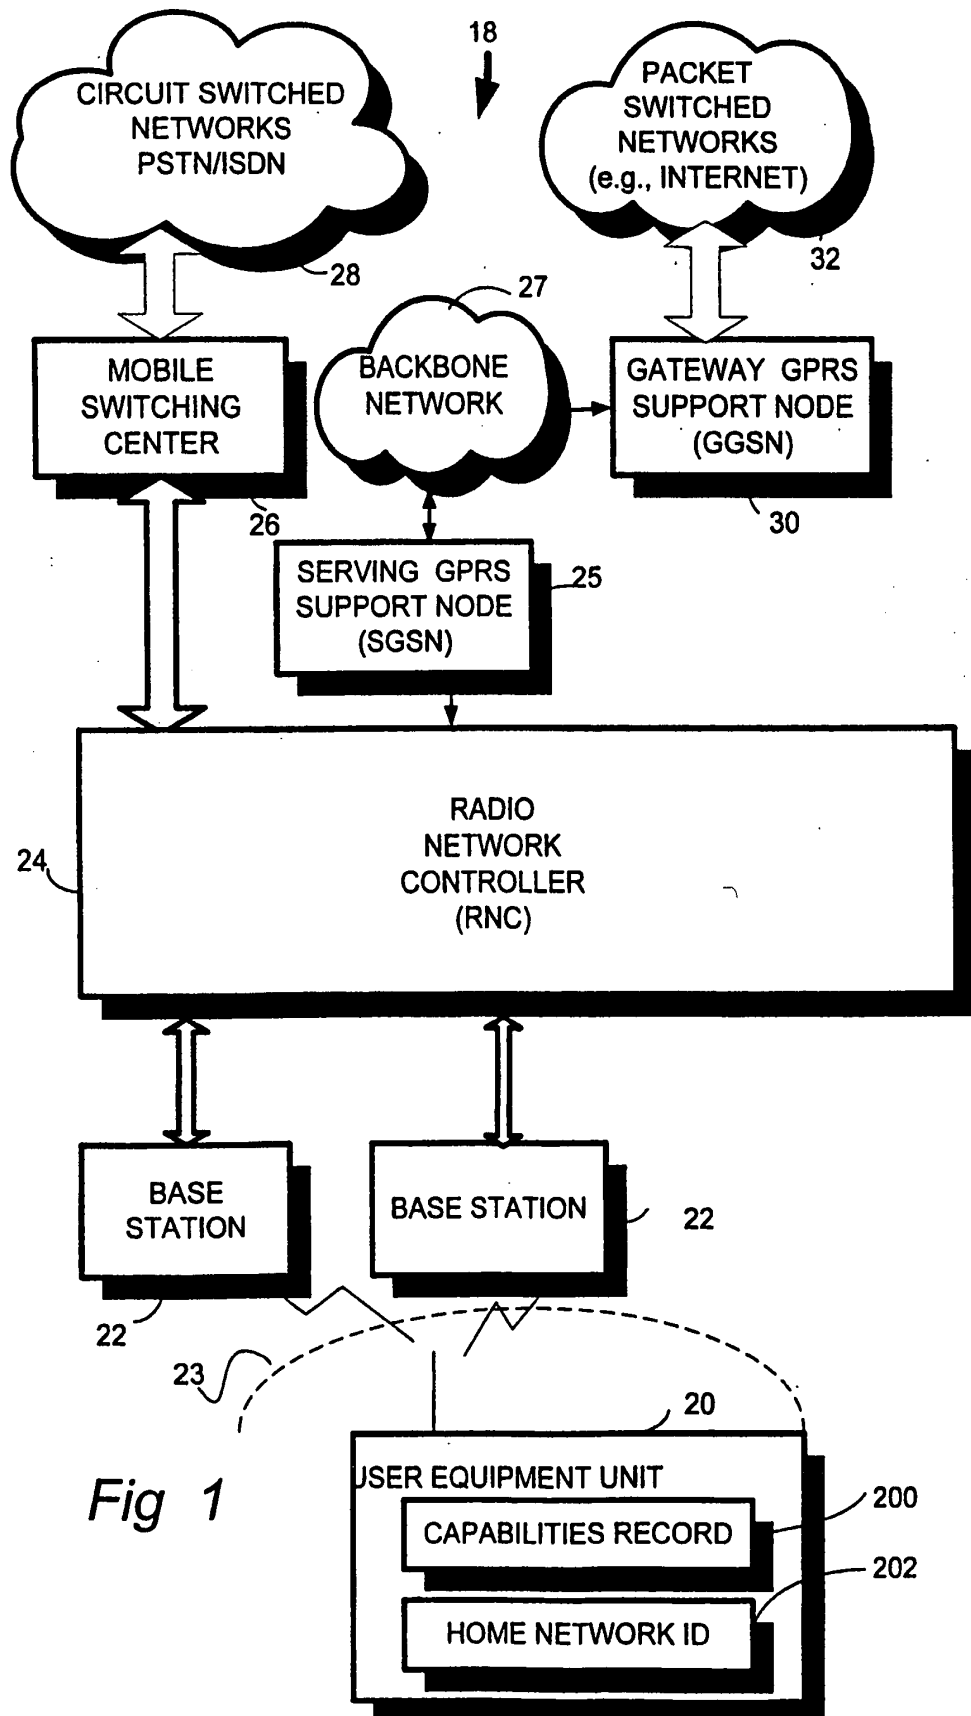 18
CIRCUIT SWITCHED
NETWORKS
PSTN/ISDN
28
PACKET
SWITCHED
NETWORKS
(e.g., INTERNET)
32
27
BACKBONE
NETWORK
MOBILE
SWITCHING
CENTER
26
GATEWAY GPRS
SUPPORT NODE
(GGSN)
30
SERVING GPRS
SUPPORT NODE
(SGSN)
25
RADIO
NETWORK
CONTROLLER
(RNC)
24
BASE
STATION
22
BASE STATION
22
23
20
USER EQUIPMENT UNIT
CAPABILITIES RECORD
200
HOME NETWORK ID
202
Fig 1